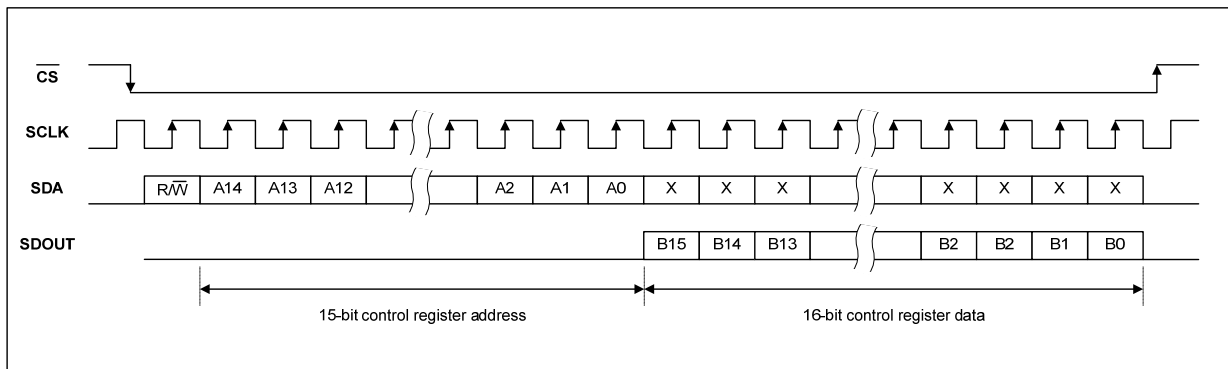 CS
SCLK
SDA R/W A14 A13 A12 A2 A1 A0 X X X X X X X
SDOUT B15 B14 B13 B2 B2 B1 B0
15-bit control register address 16-bit control register data